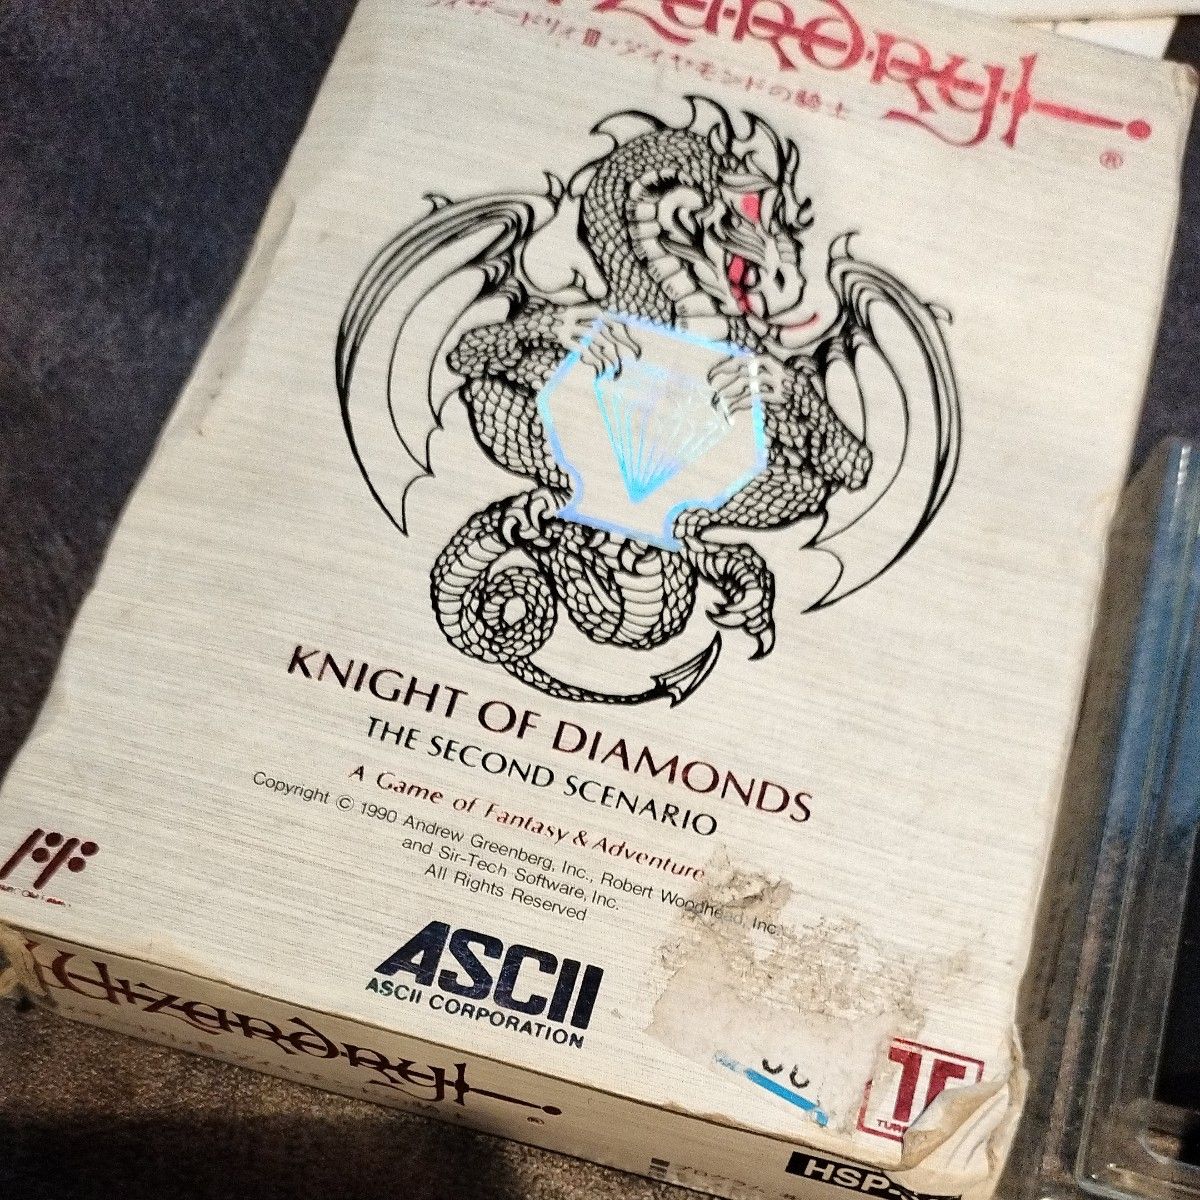 Wizardry!®
ウィザードリィⅢ・ダイヤモンドの騎士
KNIGHT OF DIAMONDS
THE SECOND SCENARIO
A Game of Fantasy & Adventure
Copyright © 1990 Andrew Greenberg, Inc., Robert Woodhead, Inc.
and Sir-Tech Software, Inc.
All Rights Reserved
ASCII
ASCII CORPORATION
TF
Wizardry!®
HSP-